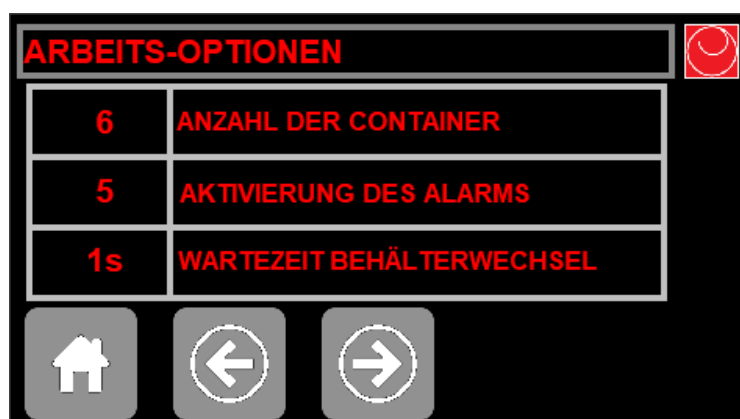 ARBEITS-OPTIONEN
6 ANZAHL DER CONTAINER
5 AKTIVIERUNG DES ALARMS
1s WARTEZEIT BEHÄLTERWECHSEL